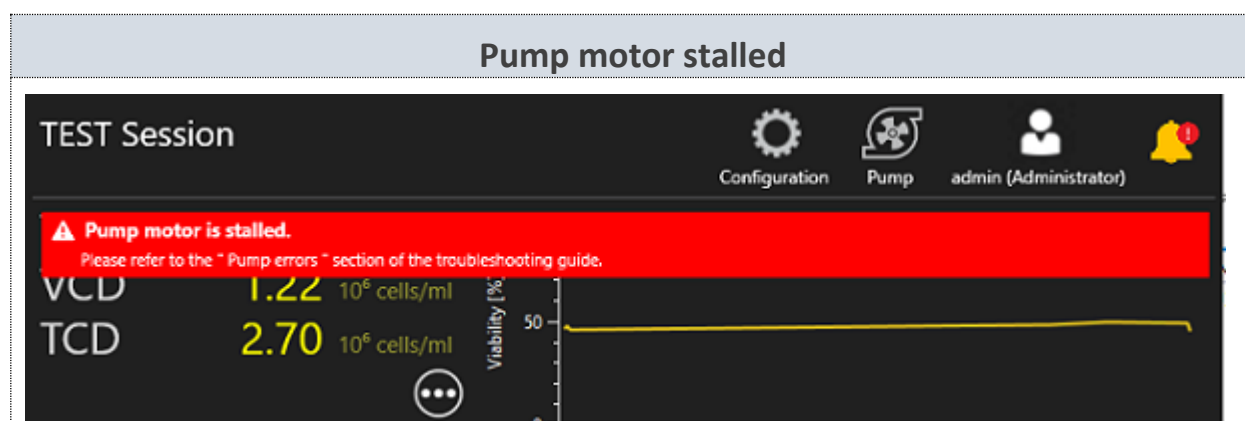 Pump motor stalled
TEST Session
Configuration
Pump
admin (Administrator)
Pump motor is stalled.
Please refer to the " Pump errors " section of the troubleshooting guide.
VCD 1.22 10⁶ cells/ml
TCD 2.70 10⁶ cells/ml
Viability [%]
50